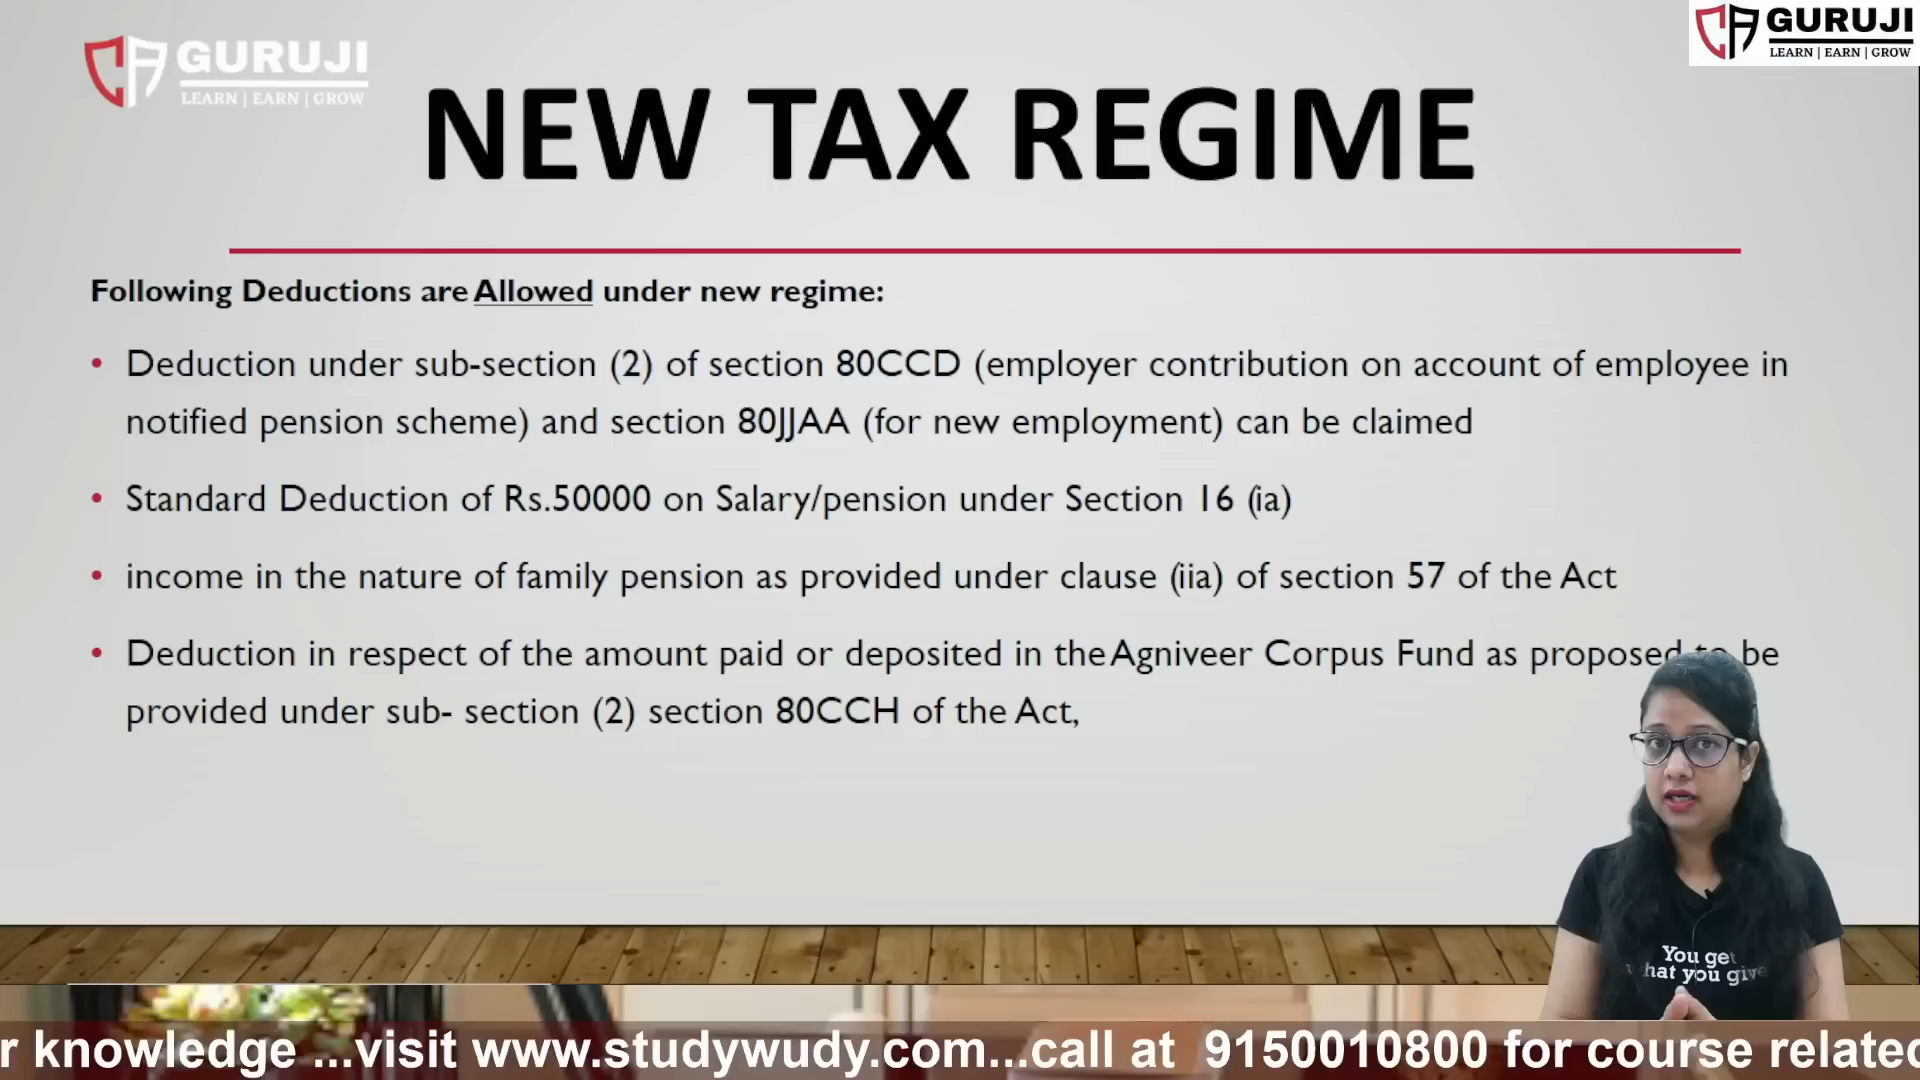 CA GURUJI
LEARN | EARN | GROW
CA GURUJI
LEARN | EARN | GROW
NEW TAX REGIME
Following Deductions are Allowed under new regime:
• Deduction under sub-section (2) of section 80CCD (employer contribution on account of employee in
notified pension scheme) and section 80JJAA (for new employment) can be claimed
• Standard Deduction of Rs.50000 on Salary/pension under Section 16 (ia)
• income in the nature of family pension as provided under clause (iia) of section 57 of the Act
• Deduction in respect of the amount paid or deposited in the Agniveer Corpus Fund as proposed to be
provided under sub- section (2) section 80CCH of the Act,
You get
what you give
r knowledge ...visit www.studywudy.com...call at 9150010800 for course related